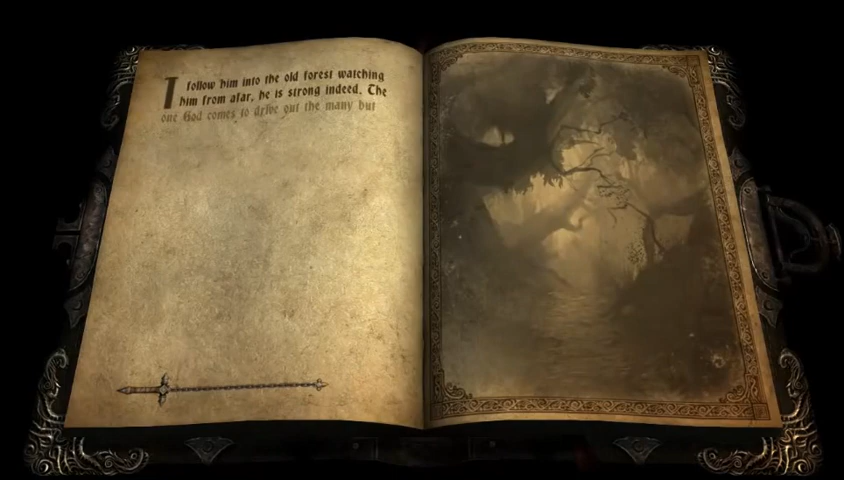 I follow him into the old forest watching
him from afar, he is strong indeed. The
one God comes to drive out the many but